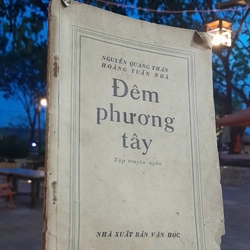 NGUYỄN QUANG THÂN
HOÀNG TUẤN NHÃ
Đêm
phương
tây
Tập truyện ngắn
NHÀ XUẤT BẢN VĂN HỌC